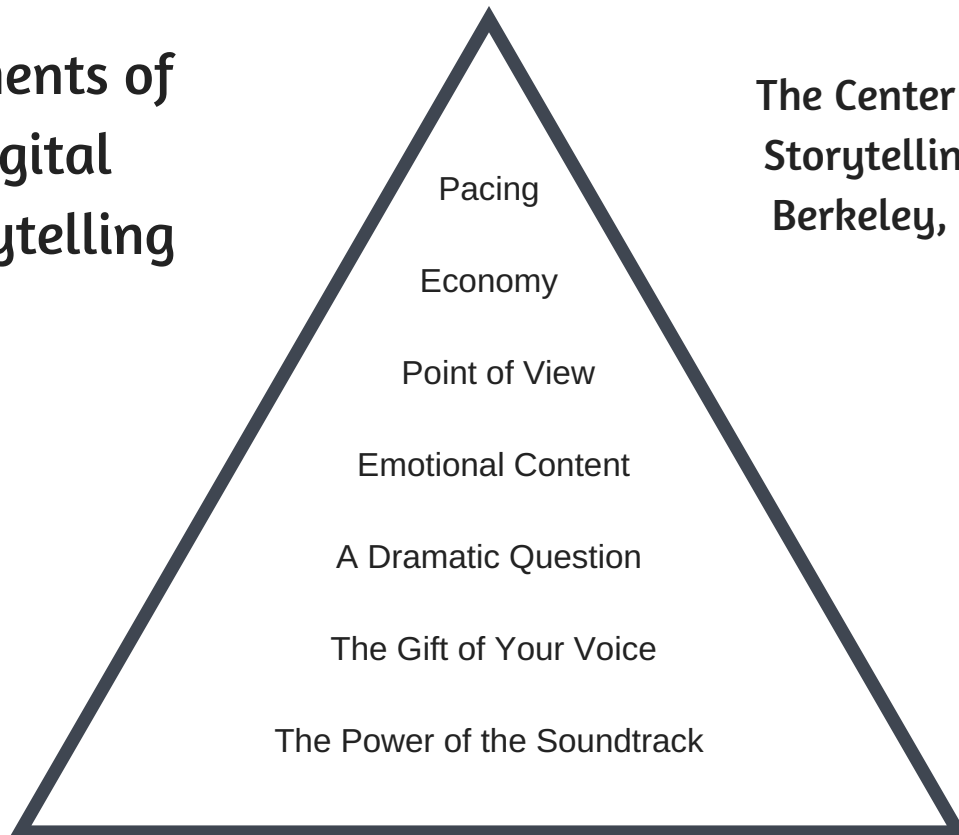 ents of
gital
ytelling
The Center
Storytellin
Berkeley,
Pacing
Economy
Point of View
Emotional Content
A Dramatic Question
The Gift of Your Voice
The Power of the Soundtrack